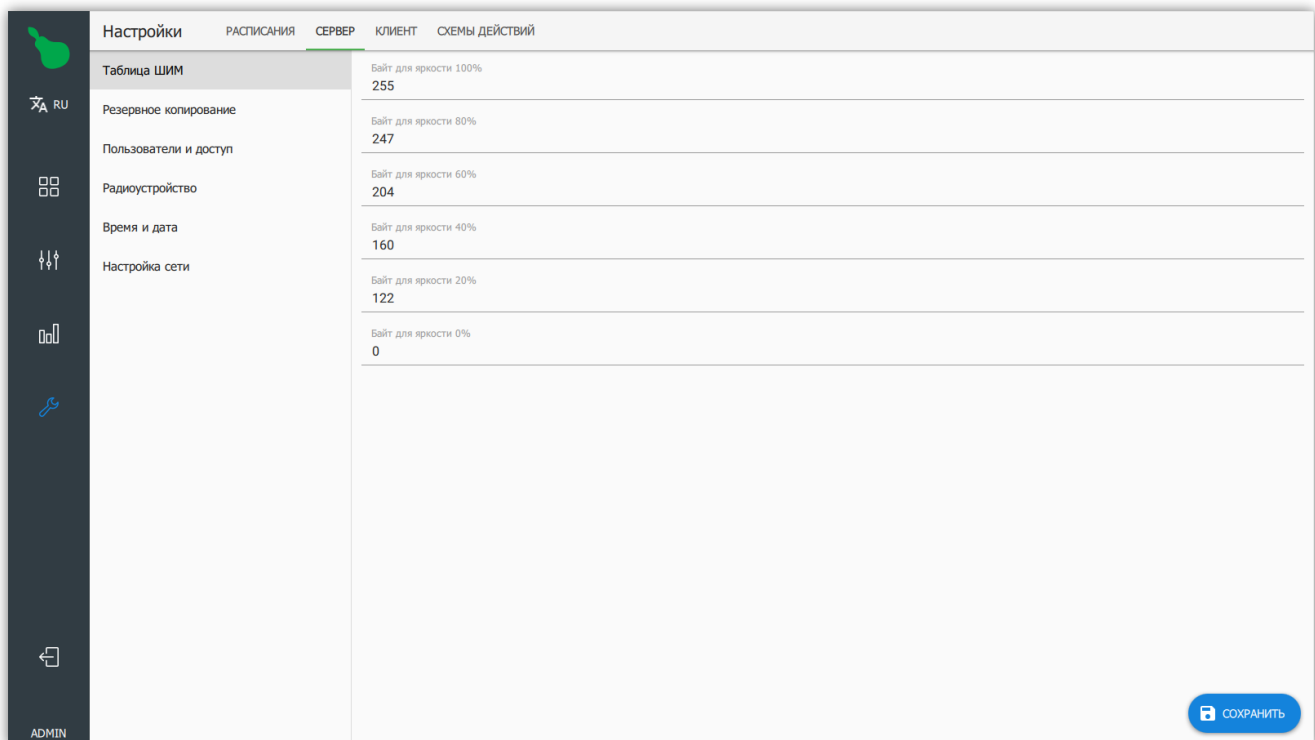 Настройки РАСПИСАНИЯ СЕРВЕР КЛИЕНТ СХЕМЫ ДЕЙСТВИЙ
RU
Таблица ШИМ
Резервное копирование
Пользователи и доступ
Радиоустройство
Время и дата
Настройка сети
Байт для яркости 100%
255
Байт для яркости 80%
247
Байт для яркости 60%
204
Байт для яркости 40%
160
Байт для яркости 20%
122
Байт для яркости 0%
0
СОХРАНИТЬ
ADMIN